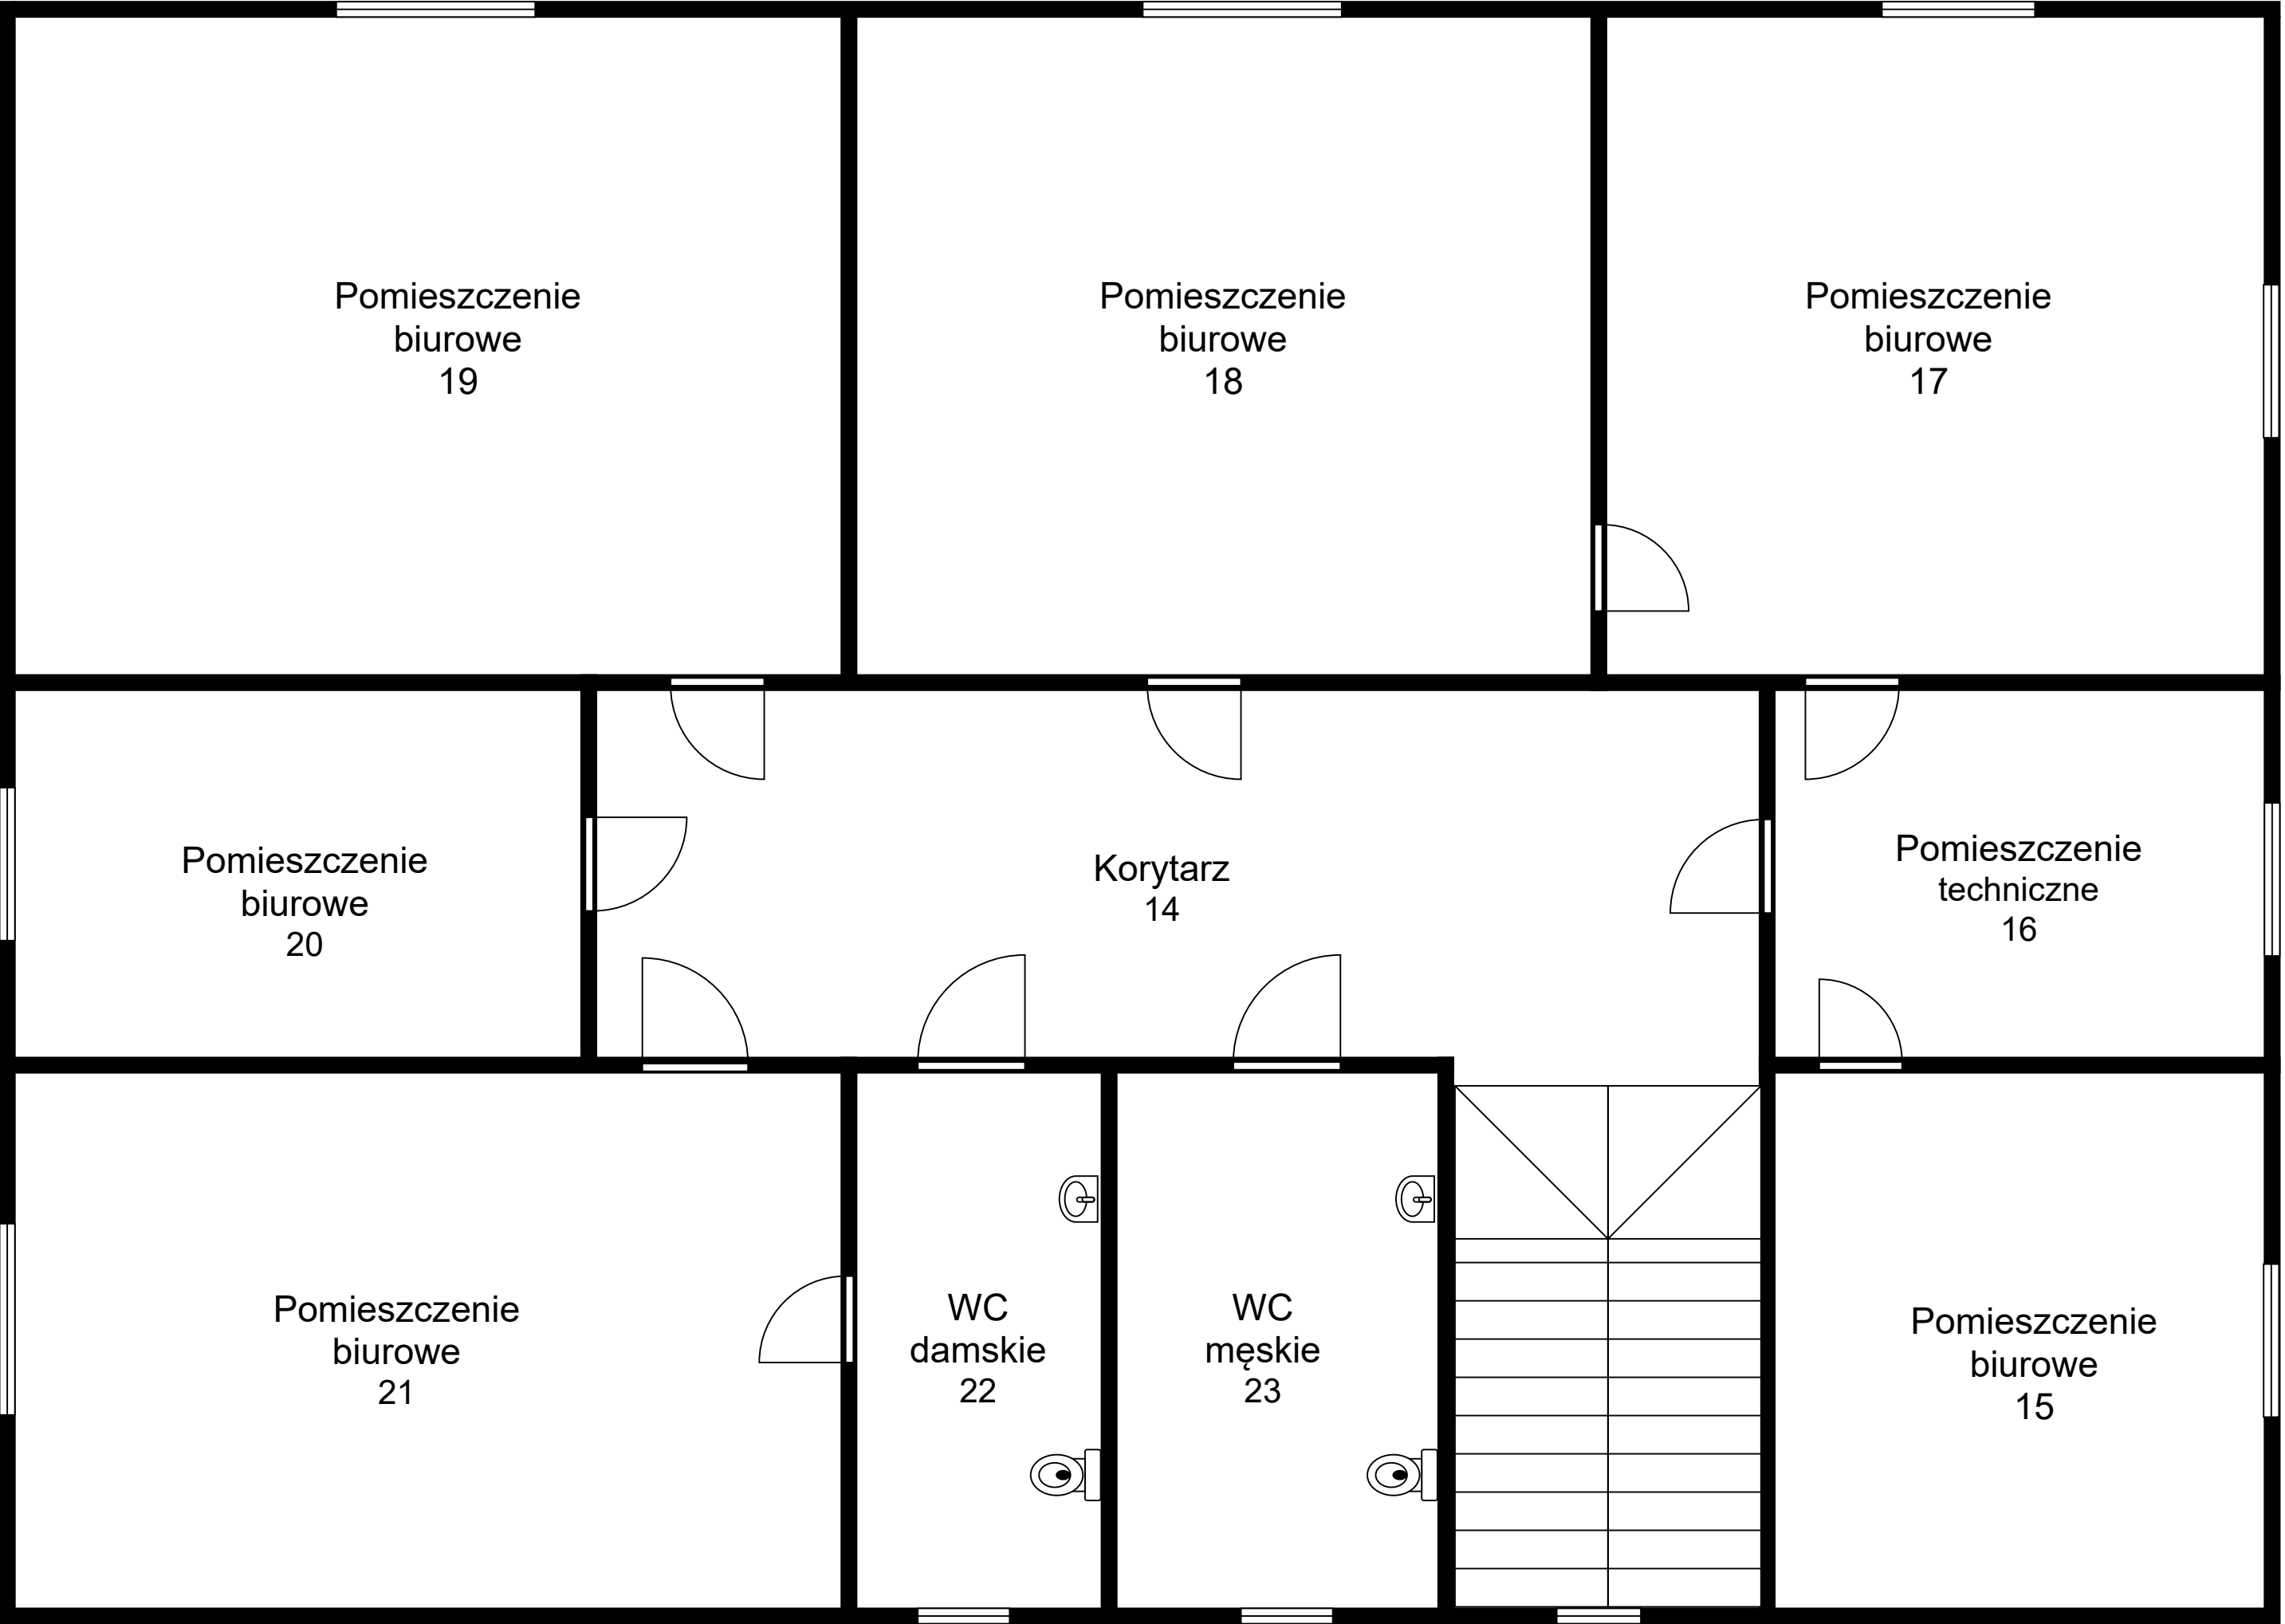 Pomieszczenie
biurowe
19
Pomieszczenie
biurowe
18
Pomieszczenie
biurowe
17
Pomieszczenie
biurowe
20
Korytarz
14
Pomieszczenie
techniczne
16
Pomieszczenie
biurowe
21
WC
damskie
22
WC
męskie
23
Pomieszczenie
biurowe
15